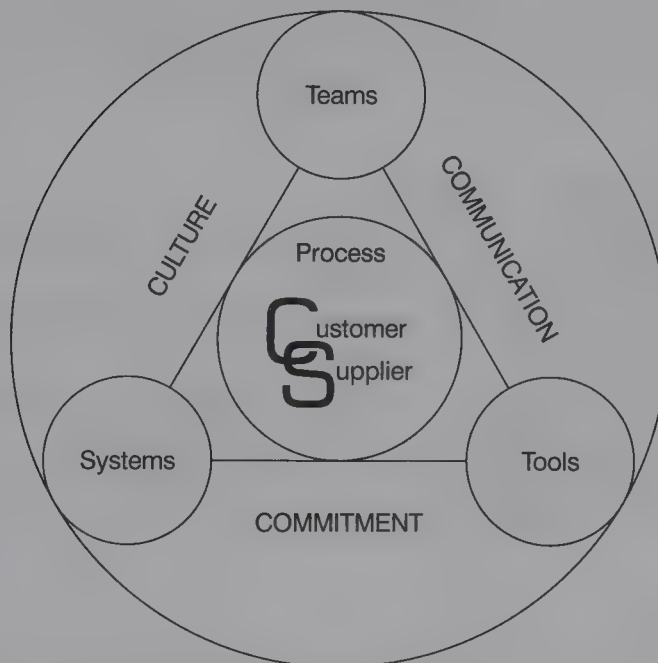 Teams
CULTURE
COMMUNICATION
Process
Customer
Supplier
Systems
Tools
COMMITMENT